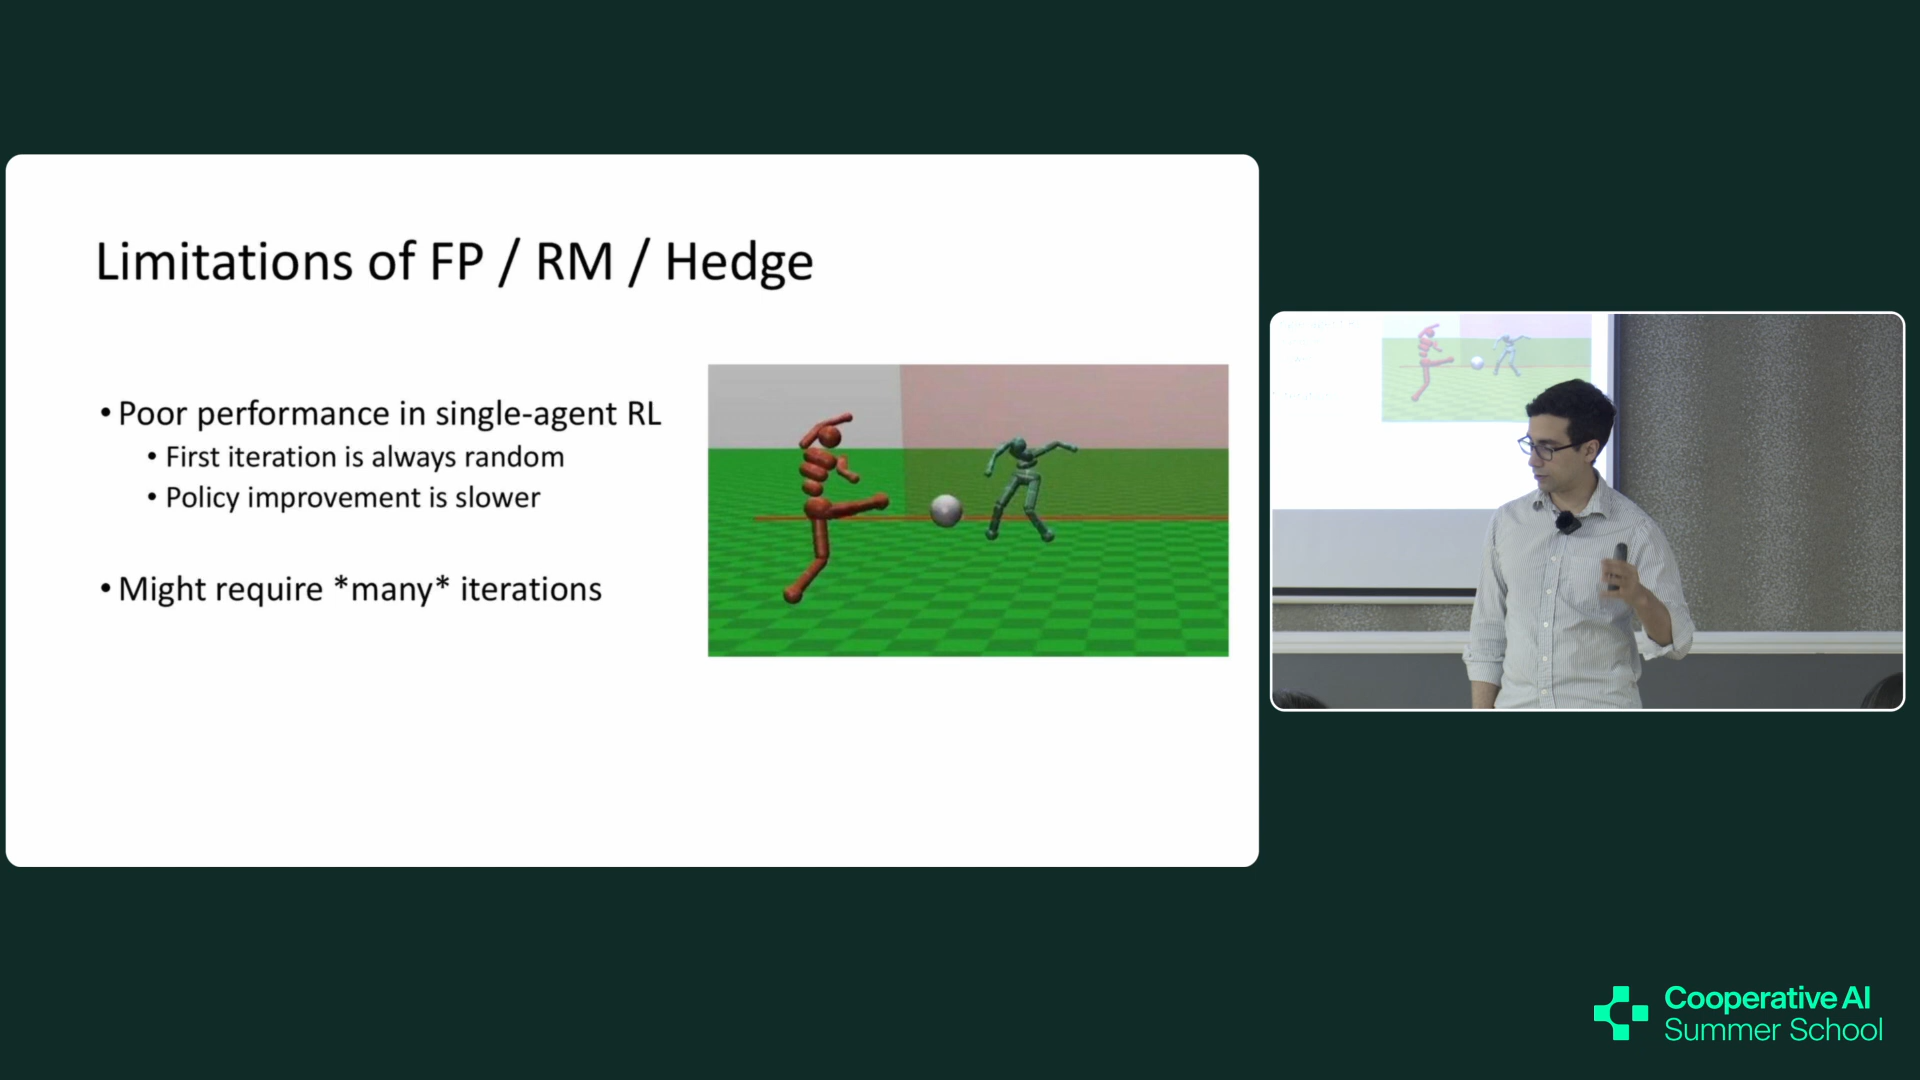 Limitations of FP / RM / Hedge
• Poor performance in single-agent RL
• First iteration is always random
• Policy improvement is slower
• Might require *many* iterations
Cooperative AI
Summer School